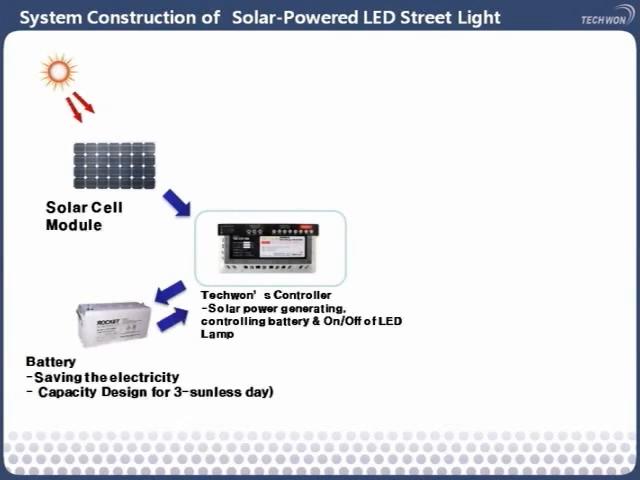 System Construction of Solar-Powered LED Street Light
TECHWON
Solar Cell
Module
Techwon's Controller
-Solar power generating,
controlling battery & On/Off of LED
Lamp
ROCKET
Battery
-Saving the electricity
- Capacity Design for 3-sunless day)